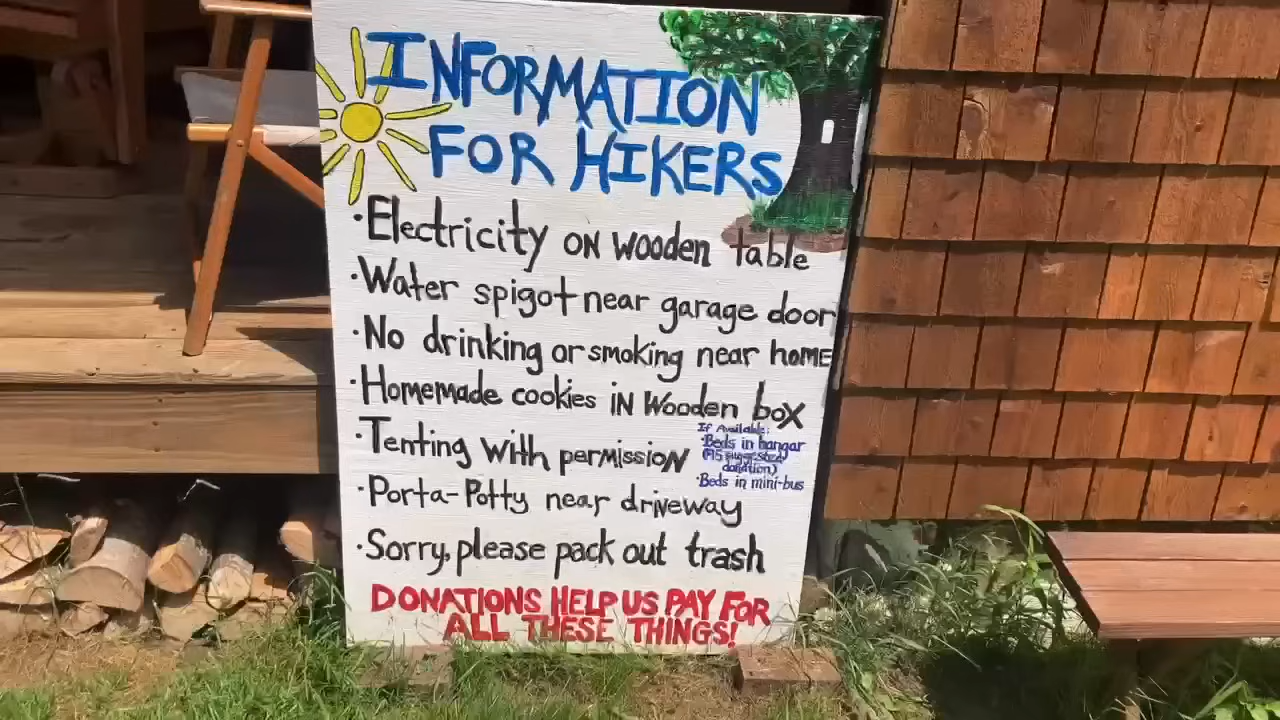 INFORMATION
FOR HIKERS
·Electricity on wooden table
·Water spigot near garage door
·No drinking or smoking near home
·Homemade cookies in Wooden box
·Tenting with permission
If Available:
·Beds in hangar
($15 suggested
donation)
·Beds in mini-bus
·Porta-Potty near driveway
·Sorry, please pack out trash
DONATIONS HELP US PAY FOR
ALL THESE THINGS!